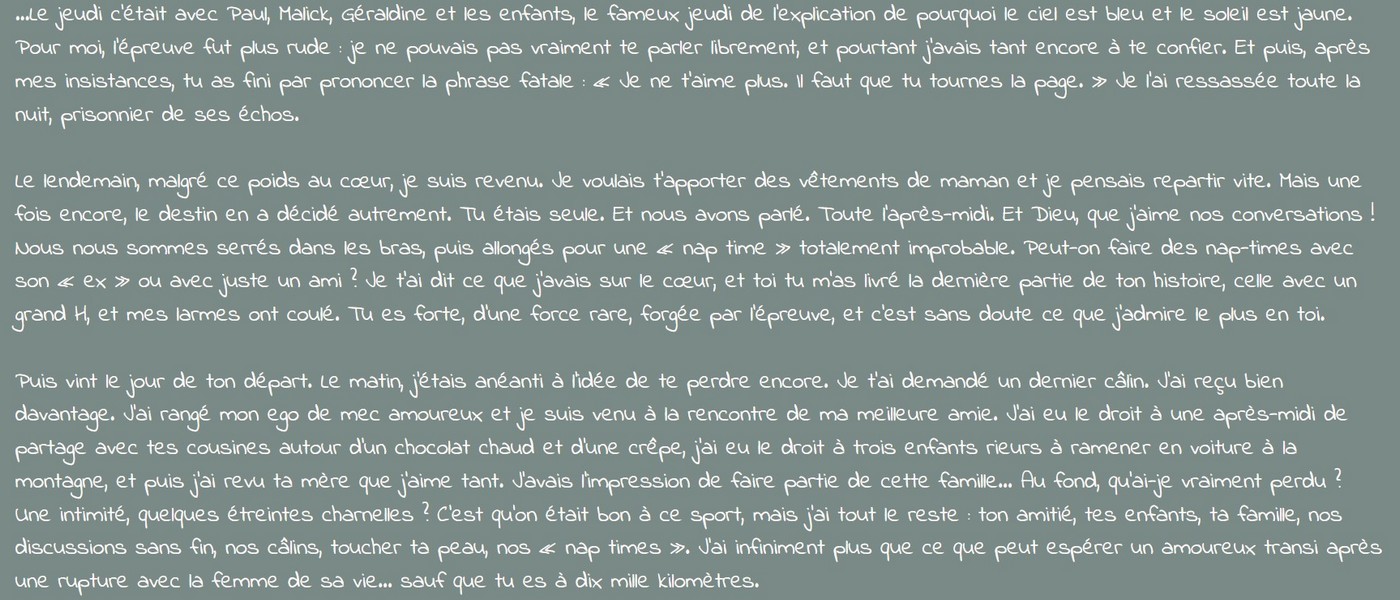 ...Le jeudi c'était avec Paul, Malick, Géraldine et les enfants, le fameux jeudi de l'explication de pourquoi le ciel est bleu et le soleil est jaune.
Pour moi, l'épreuve fut plus rude : je ne pouvais pas vraiment te parler librement, et pourtant j'avais tant encore à te confier. Et puis, après
mes insistances, tu as fini par prononcer la phrase fatale : « Je ne t'aime plus. Il faut que tu tournes la page. » Je l'ai ressassée toute la
nuit, prisonnier de ses échos.

Le lendemain, malgré ce poids au cœur, je suis revenu. Je voulais t'apporter des vêtements de maman et je pensais repartir vite. Mais une
fois encore, le destin en a décidé autrement. Tu étais seule. Et nous avons parlé. Toute l'après-midi. Et Dieu, que j'aime nos conversations !
Nous nous sommes serrés dans les bras, puis allongés pour une « nap time » totalement improbable. Peut-on faire des nap-times avec
son « ex » ou avec juste un ami ? Je t'ai dit ce que j'avais sur le cœur, et toi tu m'as livré la dernière partie de ton histoire, celle avec un
grand H, et mes larmes ont coulé. Tu es forte, d'une force rare, forgée par l'épreuve, et c'est sans doute ce que j'admire le plus en toi.

Puis vint le jour de ton départ. Le matin, j'étais anéanti à l'idée de te perdre encore. Je t'ai demandé un dernier câlin. J'ai reçu bien
davantage. J'ai rangé mon ego de mec amoureux et je suis venu à la rencontre de ma meilleure amie. J'ai eu le droit à une après-midi de
partage avec tes cousines autour d'un chocolat chaud et d'une crêpe, j'ai eu le droit à trois enfants rieurs à ramener en voiture à la
montagne, et puis j'ai revu ta mère que j'aime tant. J'avais l'impression de faire partie de cette famille... Au fond, qu'ai-je vraiment perdu ?
Une intimité, quelques étreintes charnelles ? C'est qu'on était bon à ce sport, mais j'ai tout le reste : ton amitié, tes enfants, ta famille, nos
discussions sans fin, nos câlins, toucher ta peau, nos « nap times ». J'ai infiniment plus que ce que peut espérer un amoureux transi après
une rupture avec la femme de sa vie... sauf que tu es à dix mille kilomètres.